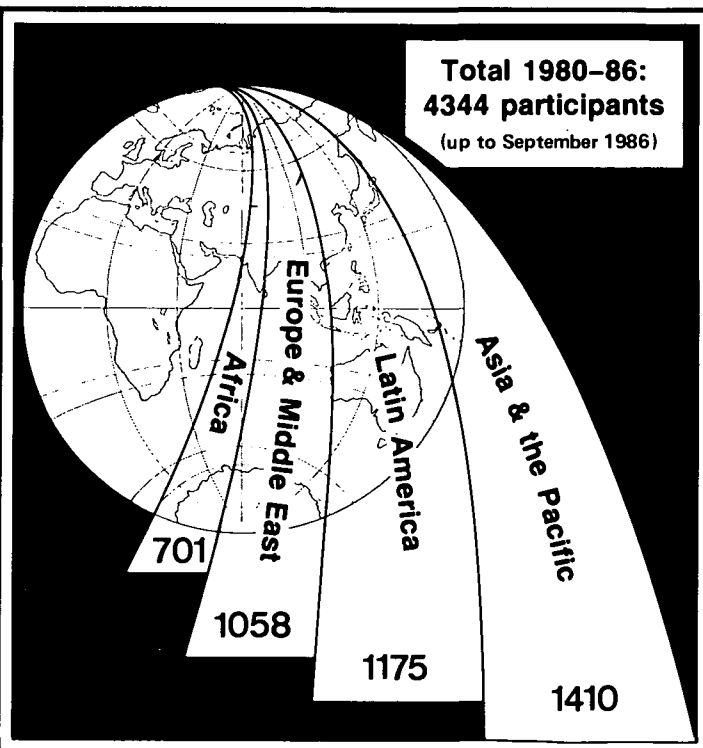 Total 1980–86:
4344 participants
(up to September 1986)
Africa
701
Europe & Middle East
1058
Latin America
1175
Asia & the Pacific
1410